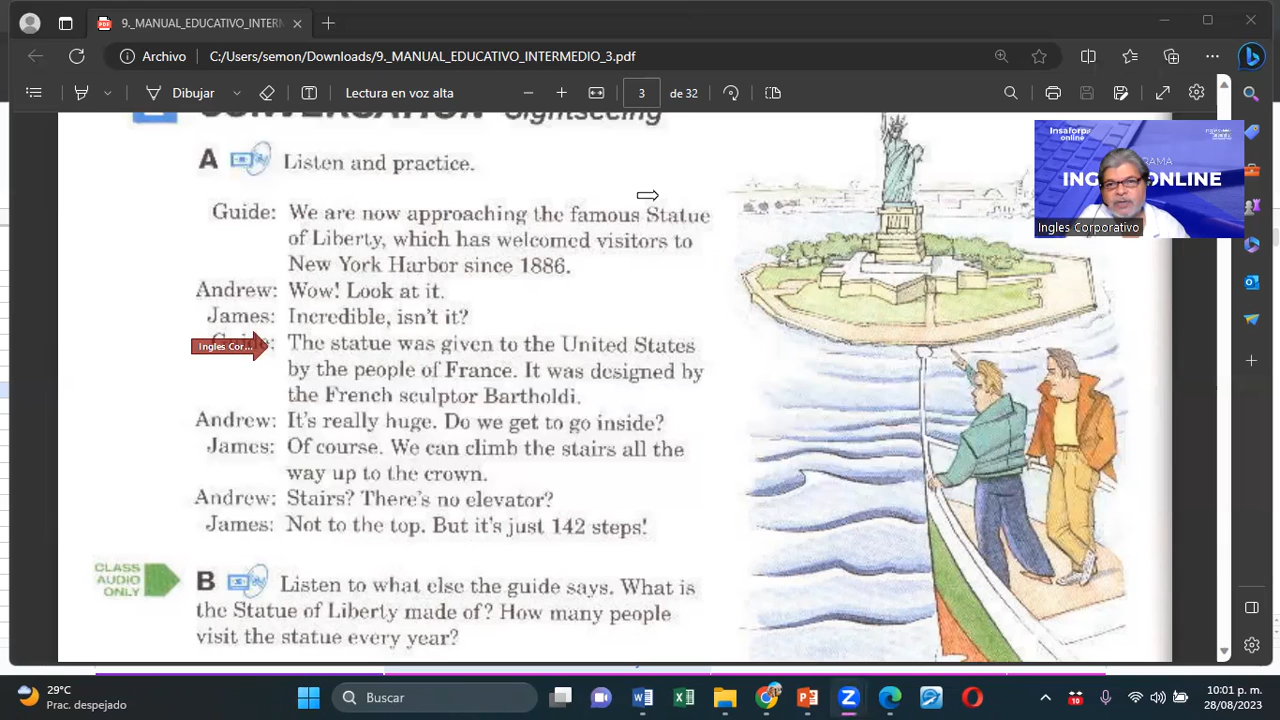 9._MANUAL_EDUCATIVO_INTERM
Archivo C:/Users/semon/Downloads/9._MANUAL_EDUCATIVO_INTERMEDIO_3.pdf
Dibujar Lectura en voz alta 3 de 32
CONVERSATION Sightseeing
A Listen and practice.
Guide: We are now approaching the famous Statue
of Liberty, which has welcomed visitors to
New York Harbor since 1886.
Andrew: Wow! Look at it.
James: Incredible, isn't it?
Guide: The statue was given to the United States
by the people of France. It was designed by
the French sculptor Bartholdi.
Andrew: It's really huge. Do we get to go inside?
James: Of course. We can climb the stairs all the
way up to the crown.
Andrew: Stairs? There's no elevator?
James: Not to the top. But it's just 142 steps!
Ingles Cor...
CLASS
AUDIO
ONLY
B Listen to what else the guide says. What is
the Statue of Liberty made of? How many people
visit the statue every year?
Insaforp
online
INGL ONLINE
Ingles Corporativo
29°C
Prac. despejado
Buscar
10
10:01 p. m.
28/08/2023